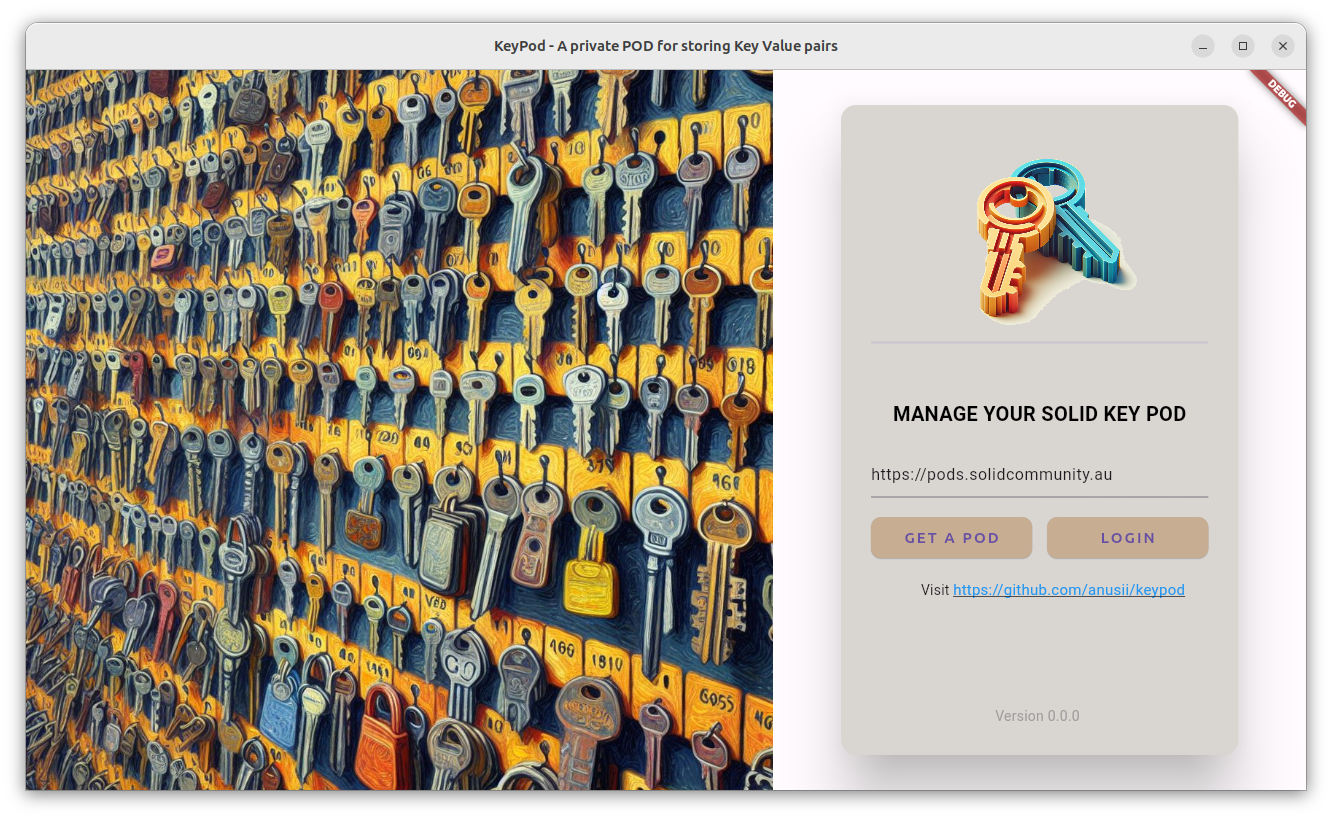 KeyPod - A private POD for storing Key Value pairs
DEBUG
MANAGE YOUR SOLID KEY POD
https://pods.solidcommunity.au
GET A POD
LOGIN
Visit https://github.com/anusii/keypod
Version 0.0.0